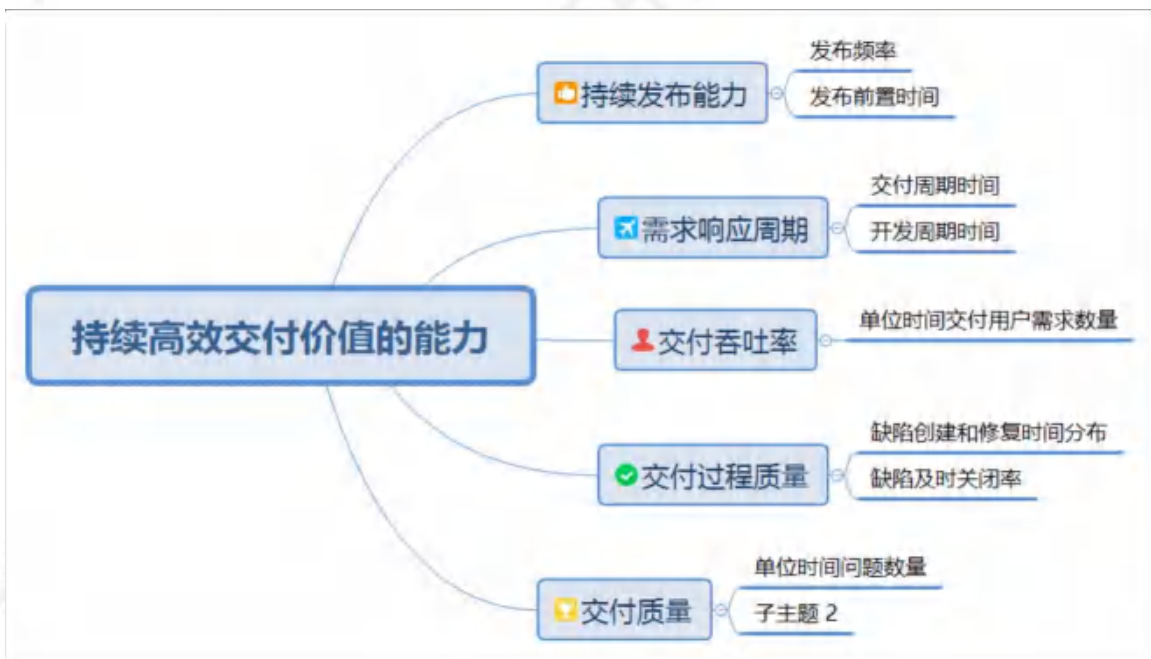 持续高效交付价值的能力
持续发布能力
发布频率
发布前置时间
需求响应周期
交付周期时间
开发周期时间
交付吞吐率
单位时间交付用户需求数量
交付过程质量
缺陷创建和修复时间分布
缺陷及时关闭率
交付质量
单位时间问题数量
子主题 2